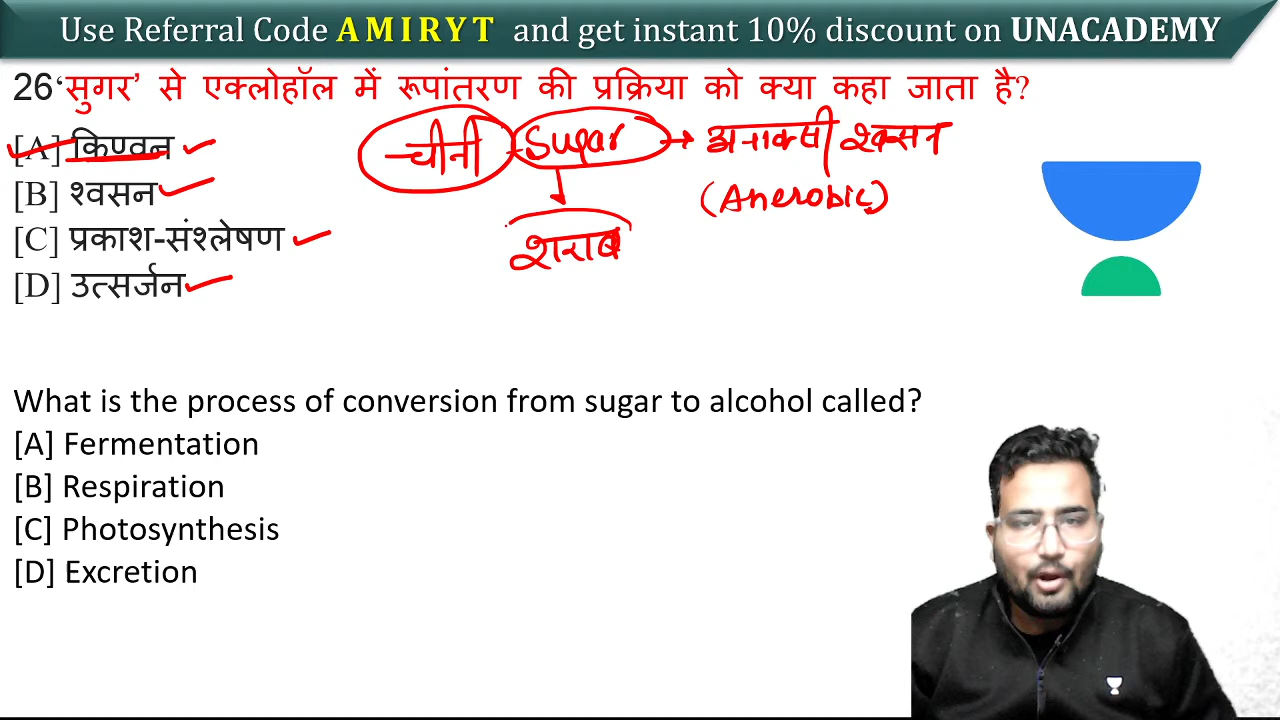 Use Referral Code AMIRYT and get instant 10% discount on UNACADEMY
26‘सुगर’ से एक्लोहॉल में रूपांतरण की प्रक्रिया को क्या कहा जाता है?
[A] किण्वन
[B] श्वसन
[C] प्रकाश-संश्लेषण
[D] उत्सर्जन
चीनी - Sugar → अनाक्सी श्वसन
(Anerobic)
शराब
What is the process of conversion from sugar to alcohol called?
[A] Fermentation
[B] Respiration
[C] Photosynthesis
[D] Excretion